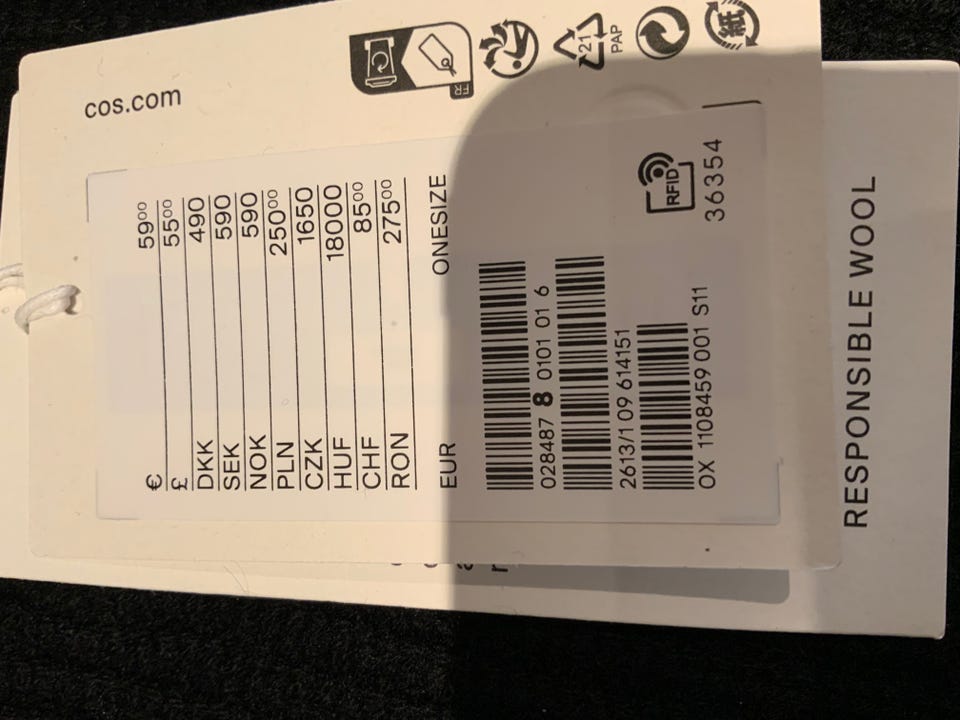 cos.com
€ 59⁰⁰
£ 55⁰⁰
DKK 490
SEK 590
NOK 590
PLN 250⁰⁰
CZK 1650
HUF 18000
CHF 85⁰⁰
RON 275⁰⁰
EUR ONESIZE
028487 8 0101 01 6
2613/1 09 614151
OX 1108459 001 S11
RFID
36354
FR
21
PAP
紙
RESPONSIBLE WOOL